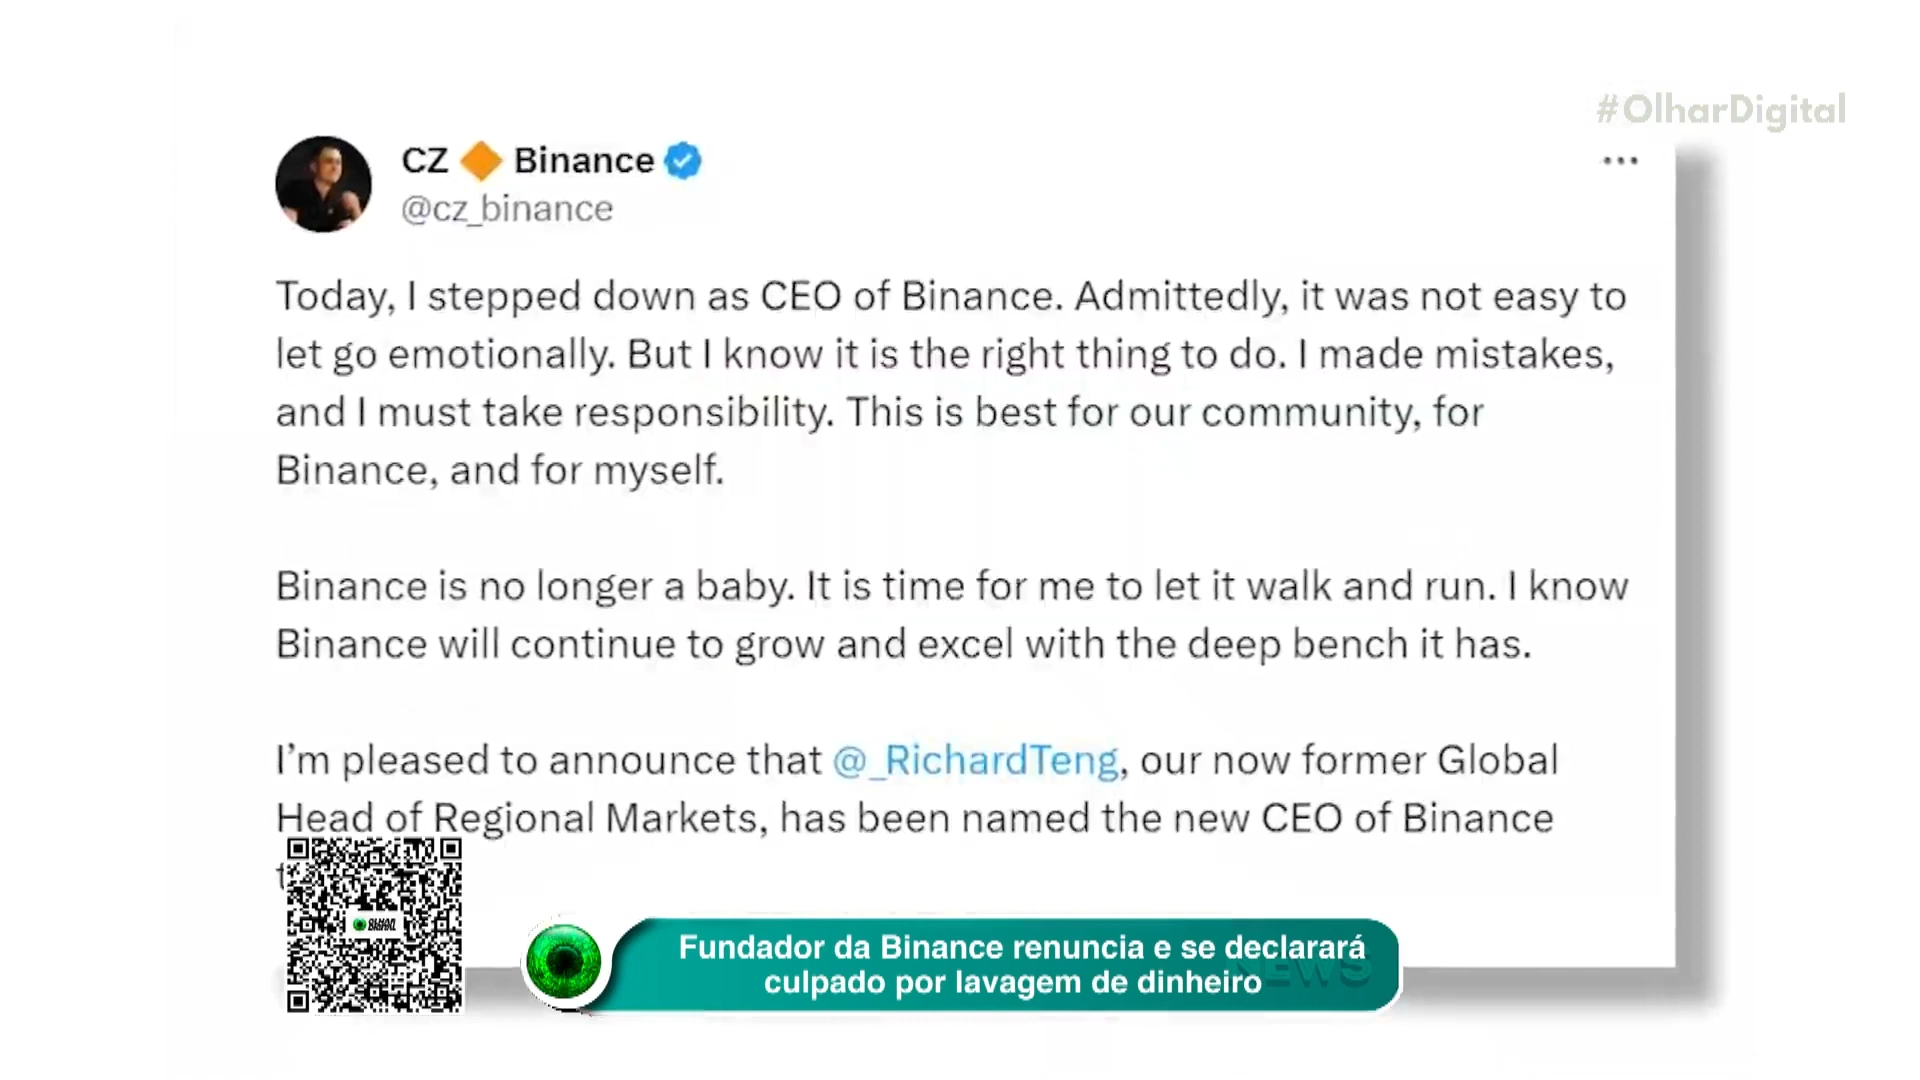 #OlharDigital
CZ 🔶 Binance
@cz_binance
Today, I stepped down as CEO of Binance. Admittedly, it was not easy to
let go emotionally. But I know it is the right thing to do. I made mistakes,
and I must take responsibility. This is best for our community, for
Binance, and for myself.
Binance is no longer a baby. It is time for me to let it walk and run. I know
Binance will continue to grow and excel with the deep bench it has.
I’m pleased to announce that @_RichardTeng, our now former Global
Head of Regional Markets, has been named the new CEO of Binance
Fundador da Binance renuncia e se declarará
culpado por lavagem de dinheiro
NEWS